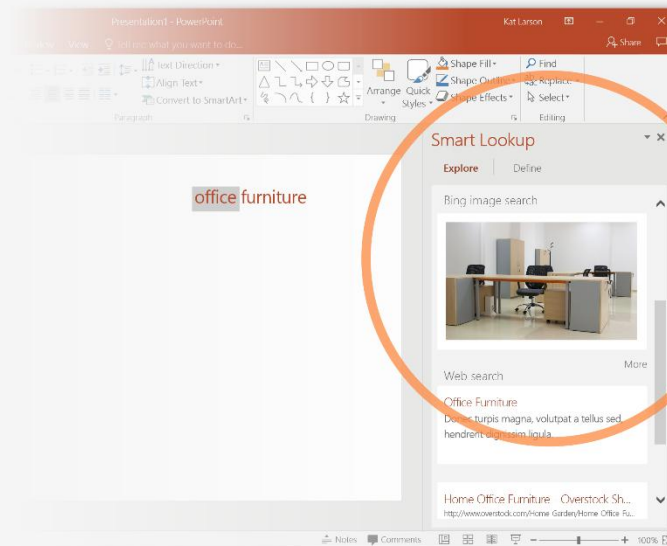 Presentation1 - PowerPoint
Kat Larson
View
Tell me what you want to do...
Share
Text Direction
Align Text
Convert to SmartArt
Paragraph
Arrange
Quick Styles
Drawing
Shape Fill
Shape Outline
Shape Effects
Find
Replace
Select
Editing
office furniture
Smart Lookup
Explore
Define
Bing image search
More
Web search
Office Furniture
Donec turpis magna, volutpat a tellus sed,
hendrerit dignissim ligula.
Home Office Furniture Overstock Sh...
http://www.overstock.com/Home Garden/Home Office Fu...
Notes
Comments
100%